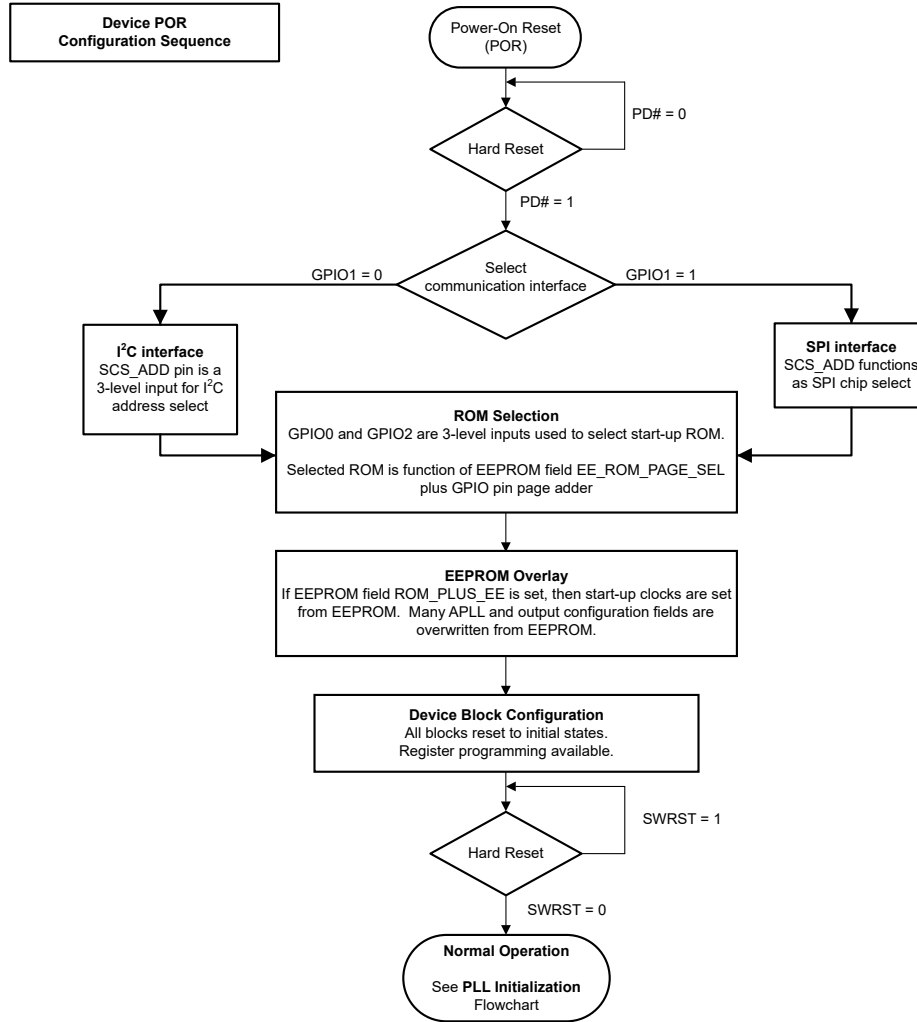 Device POR
Configuration Sequence
Power-On Reset
(POR)
PD# = 0
Hard Reset
PD# = 1
Select
communication interface
GPIO1 = 0
GPIO1 = 1
I²C interface
SCS_ADD pin is a
3-level input for I²C
address select
SPI interface
SCS_ADD functions
as SPI chip select
ROM Selection
GPIO0 and GPIO2 are 3-level inputs used to select start-up ROM.
Selected ROM is function of EEPROM field EE_ROM_PAGE_SEL
plus GPIO pin page adder
EEPROM Overlay
If EEPROM field ROM_PLUS_EE is set, then start-up clocks are set
from EEPROM. Many APLL and output configuration fields are
overwritten from EEPROM.
Device Block Configuration
All blocks reset to initial states.
Register programming available.
SWRST = 1
Hard Reset
SWRST = 0
Normal Operation
See PLL Initialization
Flowchart